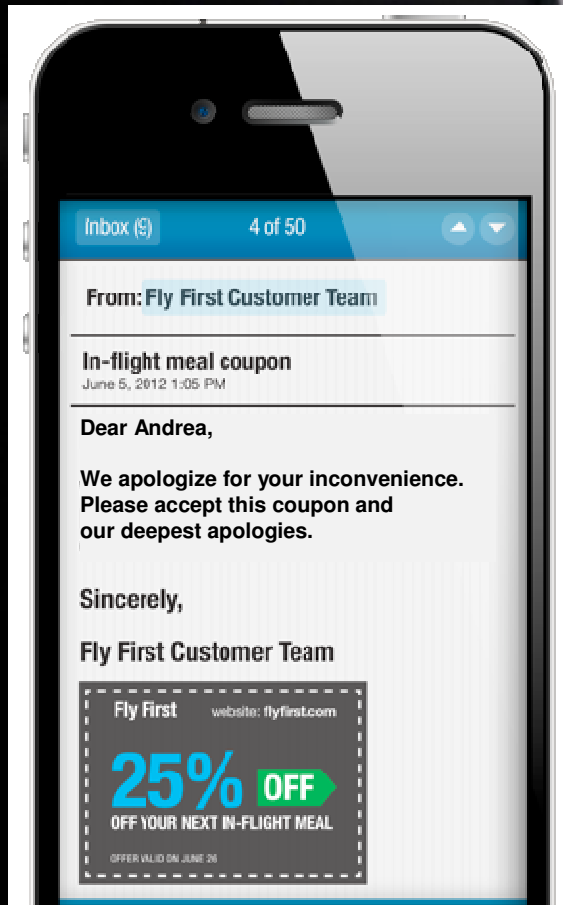 Inbox (9) 4 of 50
From: Fly First Customer Team
In-flight meal coupon
June 5, 2012 1:05 PM
Dear Andrea,
We apologize for your inconvenience.
Please accept this coupon and
our deepest apologies.
Sincerely,
Fly First Customer Team
Fly First website: flyfirst.com
25% OFF
OFF YOUR NEXT IN-FLIGHT MEAL
OFFER VALID ON JUNE 26